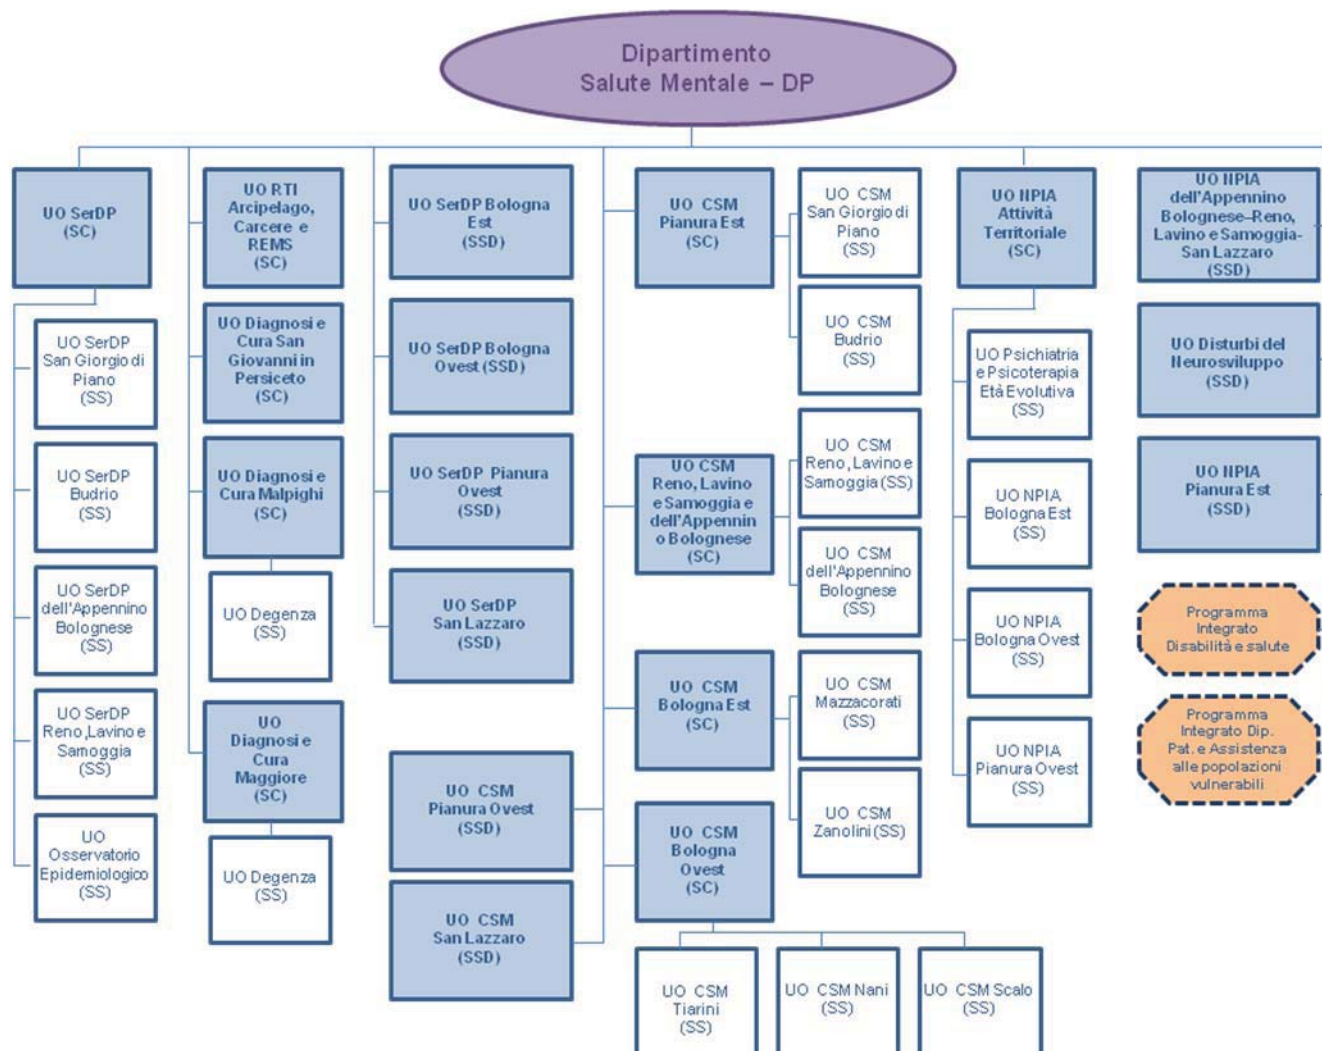 Dipartimento
Salute Mentale – DP
UO SerDP
(SC)
UO SerDP
San Giorgio di
Piano
(SS)
UO SerDP
Budrio
(SS)
UO SerDP
dell'Appennino
Bolognese
(SS)
UO SerDP
Reno ,Lavino e
Samoggia
(SS)
UO
Osservatorio
Epidemiologico
(SS)
UO RTI
Arcipelago,
Carcere e
REMS
(SC)
UO Diagnosi e
Cura San
Giovanni in
Persiceto
(SC)
UO Diagnosi e
Cura Malpighi
(SC)
UO Degenza
(SS)
UO
Diagnosi e
Cura
Maggiore
(SC)
UO Degenza
(SS)
UO SerDP Bologna
Est
(SSD)
UO SerDP Bologna
Ovest (SSD)
UO SerDP Pianura
Ovest
(SSD)
UO SerDP
San Lazzaro
(SSD)
UO CSM
Pianura Ovest
(SSD)
UO CSM
San Lazzaro
(SSD)
UO CSM
Pianura Est
(SC)
UO CSM
San Giorgio di
Piano
(SS)
UO CSM
Budrio
(SS)
UO CSM
Reno, Lavino
e Samoggia e
dell'Appennin
o Bolognese
(SC)
UO CSM
Reno, Lavino e
Samoggia (SS)
UO CSM
dell'Appennino
Bolognese
(SS)
UO CSM
Bologna Est
(SC)
UO CSM
Mazzacorati
(SS)
UO CSM
Zanolini (SS)
UO CSM
Bologna
Ovest
(SC)
UO CSM
Tiarini
(SS)
UO CSM Nani
(SS)
UO CSM Scalo
(SS)
UO NPIA
Attività
Territoriale
(SC)
UO Psichiatria
e Psicoterapia
Età Evolutiva
(SS)
UO NPIA
Bologna Est
(SS)
UO NPIA
Bologna Ovest
(SS)
UO NPIA
Pianura Ovest
(SS)
UO NPIA
dell'Appennino
Bolognese–Reno,
Lavino e Samoggia-
San Lazzaro
(SSD)
UO Disturbi del
Neurosviluppo
(SSD)
UO NPIA
Pianura Est
(SSD)
Programma
Integrato
Disabilità e salute
Programma
Integrato Dip.
Pat. e Assistenza
alle popolazioni
vulnerabili